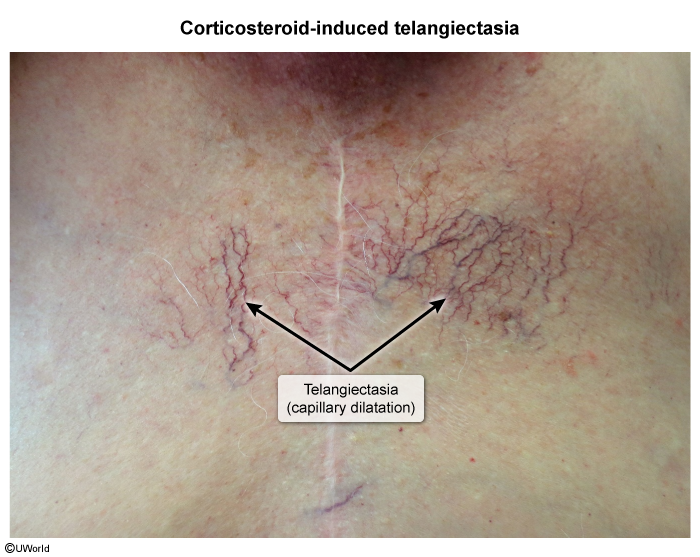 Corticosteroid-induced telangiectasia
Telangiectasia
(capillary dilatation)
©UWorld